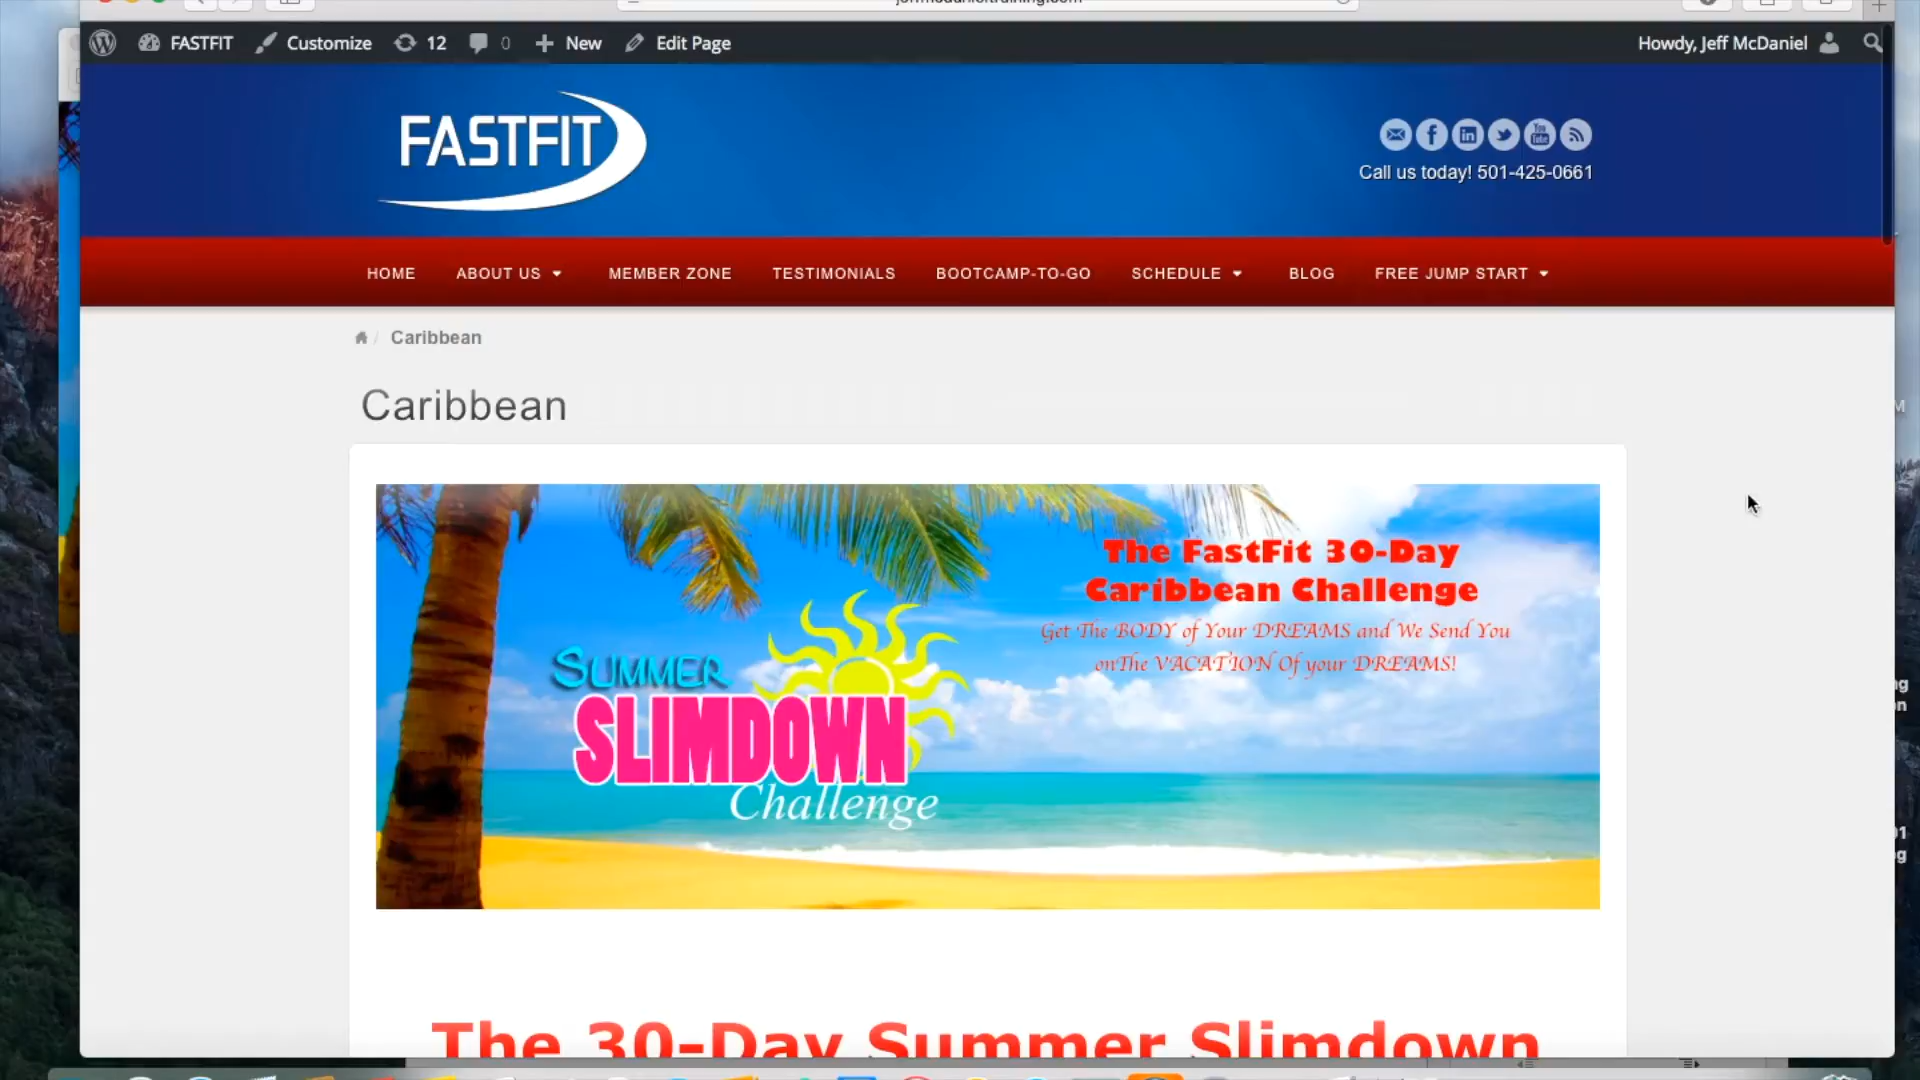 FASTFIT
Customize
12
0
New
Edit Page
Howdy, Jeff McDaniel
FASTFIT
Call us today! 501-425-0661
HOME
ABOUT US
MEMBER ZONE
TESTIMONIALS
BOOTCAMP-TO-GO
SCHEDULE
BLOG
FREE JUMP START
/ Caribbean
Caribbean
The FastFit 30-Day
Caribbean Challenge
Get The BODY of Your DREAMS and We Send You
onThe VACATION Of your DREAMS!
SUMMER
SLIMDOWN
Challenge
The 30-Day Summer Slimdown